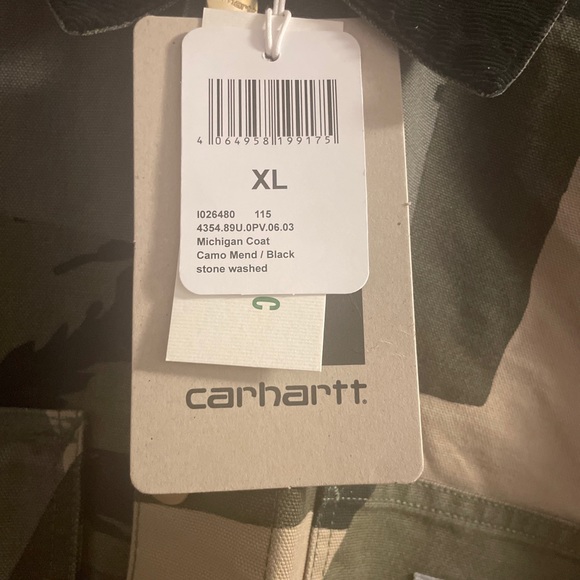 4 064958 199175
XL
I026480 115
4354.89U.0PV.06.03
Michigan Coat
Camo Mend / Black
stone washed
C
carhartt.